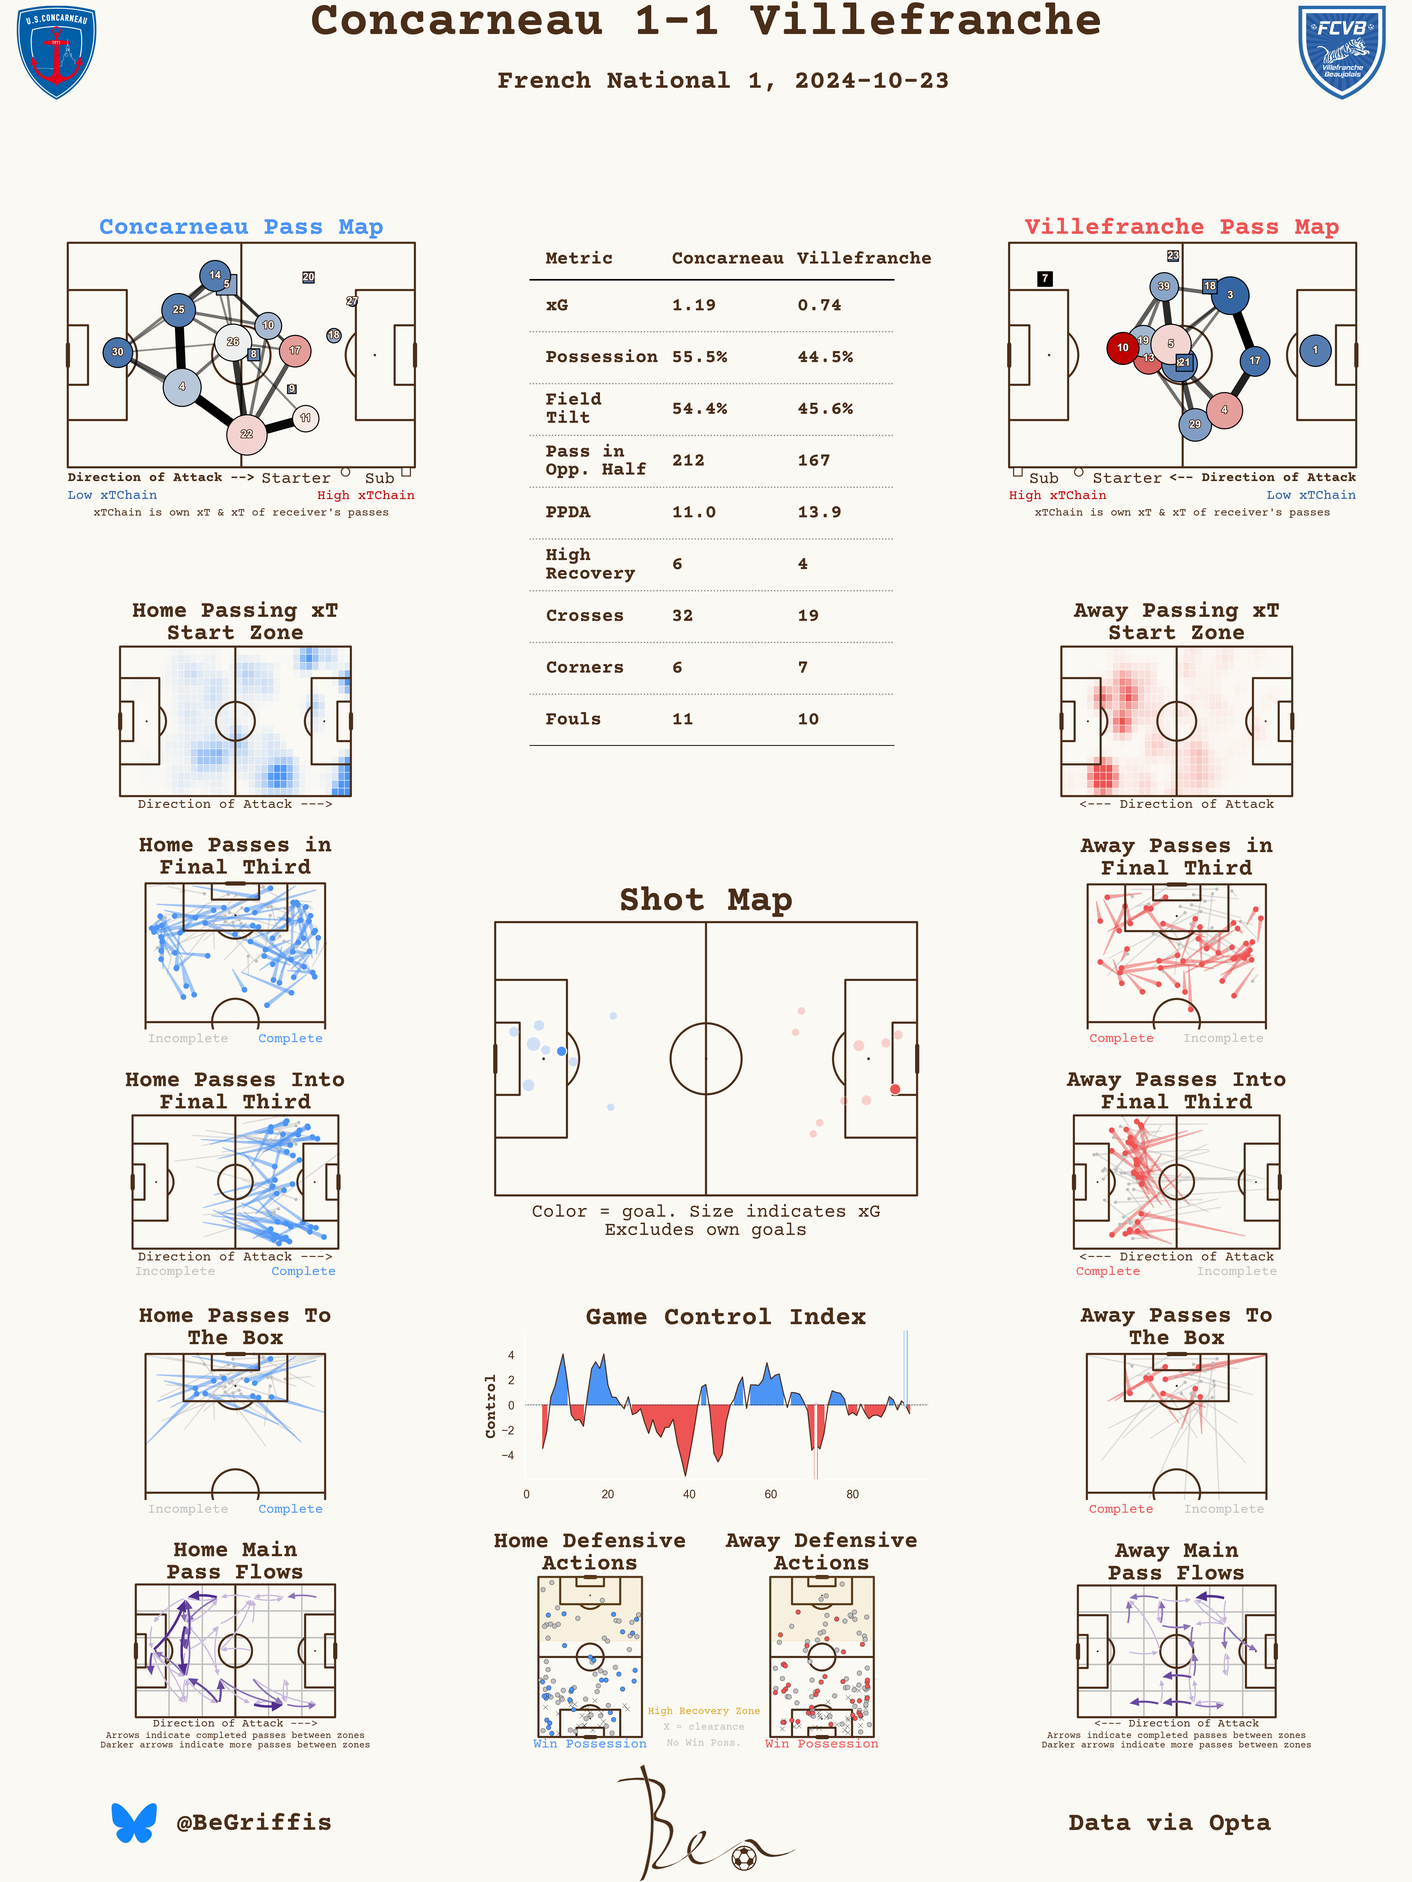 Concarneau 1-1 Villefranche
French National 1, 2024-10-23
U.S.CONCARNEAU
1911
FCVB
Villefranche
Beaujolais
Concarneau Pass Map
14
5
20
27
25
10
18
26
30
8
17
9
4
11
22
Direction of Attack --> Starter Sub
Low xTChain High xTChain
xTChain is own xT & xT of receiver's passes
Metric Concarneau Villefranche
xG 1.19 0.74
Possession 55.5% 44.5%
Field
Tilt 54.4% 45.6%
Pass in
Opp. Half 212 167
PPDA 11.0 13.9
High
Recovery 6 4
Crosses 32 19
Corners 6 7
Fouls 11 10
Villefranche Pass Map
23
7
39
18
3
10
19
5
13
21
17
1
4
29
Sub Starter <-- Direction of Attack
High xTChain Low xTChain
xTChain is own xT & xT of receiver's passes
Home Passing xT
Start Zone
Direction of Attack --->
Away Passing xT
Start Zone
<--- Direction of Attack
Home Passes in
Final Third
Incomplete Complete
Away Passes in
Final Third
Complete Incomplete
Shot Map
Color = goal. Size indicates xG
Excludes own goals
Home Passes Into
Final Third
Direction of Attack --->
Incomplete Complete
Away Passes Into
Final Third
<--- Direction of Attack
Complete Incomplete
Home Passes To
The Box
Incomplete Complete
Game Control Index
Control
4
2
0
−2
−4
0 20 40 60 80
Away Passes To
The Box
Complete Incomplete
Home Main
Pass Flows
Direction of Attack --->
Arrows indicate completed passes between zones
Darker arrows indicate more passes between zones
Home Defensive
Actions
Win Possession
Away Defensive
Actions
Win Possession
High Recovery Zone
X = clearance
No Win Poss.
Away Main
Pass Flows
<--- Direction of Attack
Arrows indicate completed passes between zones
Darker arrows indicate more passes between zones
@BeGriffis
Ben
Data via Opta